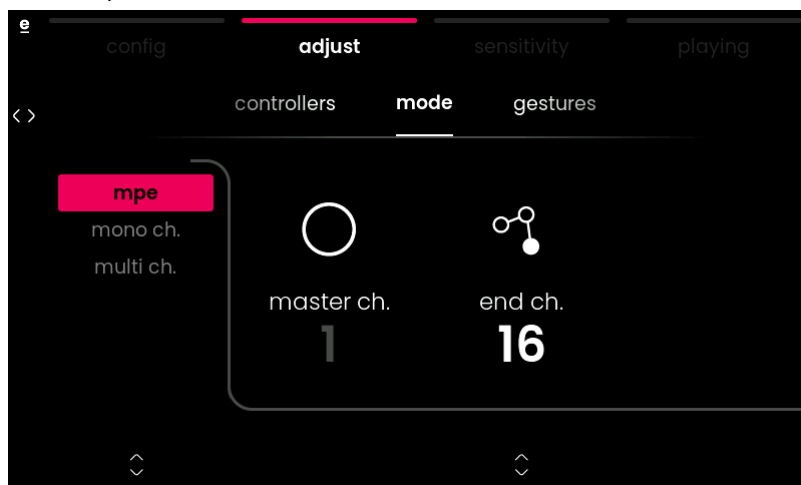 e
config adjust sensitivity playing
controllers mode gestures
mpe
mono ch.
multi ch.
master ch. end ch.
1 16